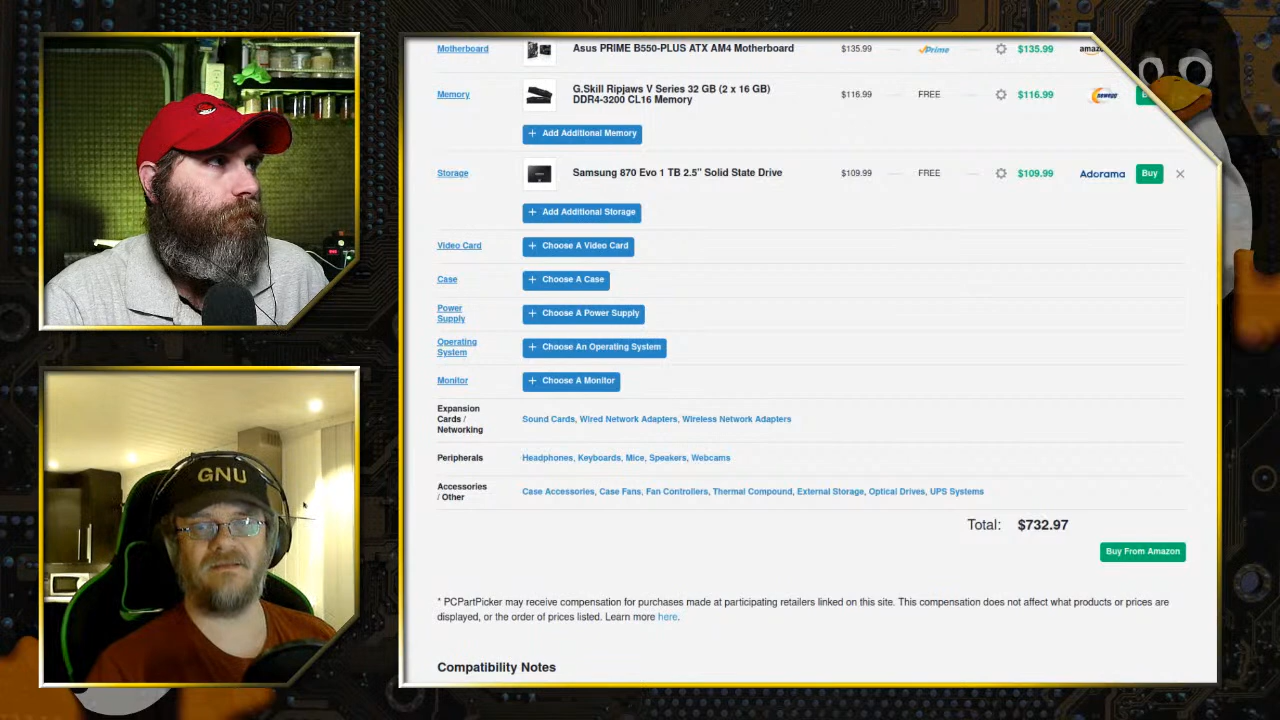 Motherboard Asus PRIME B550-PLUS ATX AM4 Motherboard $135.99 Prime $135.99
Memory G.Skill Ripjaws V Series 32 GB (2 x 16 GB) DDR4-3200 CL16 Memory $116.99 FREE $116.99 newegg
+ Add Additional Memory
Storage Samsung 870 Evo 1 TB 2.5" Solid State Drive $109.99 FREE $109.99 Adorama Buy
+ Add Additional Storage
Video Card + Choose A Video Card
Case + Choose A Case
Power Supply + Choose A Power Supply
Operating System + Choose An Operating System
Monitor + Choose A Monitor
Expansion Cards / Networking Sound Cards, Wired Network Adapters, Wireless Network Adapters
Peripherals Headphones, Keyboards, Mice, Speakers, Webcams
Accessories / Other Case Accessories, Case Fans, Fan Controllers, Thermal Compound, External Storage, Optical Drives, UPS Systems
Total: $732.97
Buy From Amazon
* PCPartPicker may receive compensation for purchases made at participating retailers linked on this site. This compensation does not affect what products or prices are
displayed, or the order of prices listed. Learn more here.
Compatibility Notes
GNU